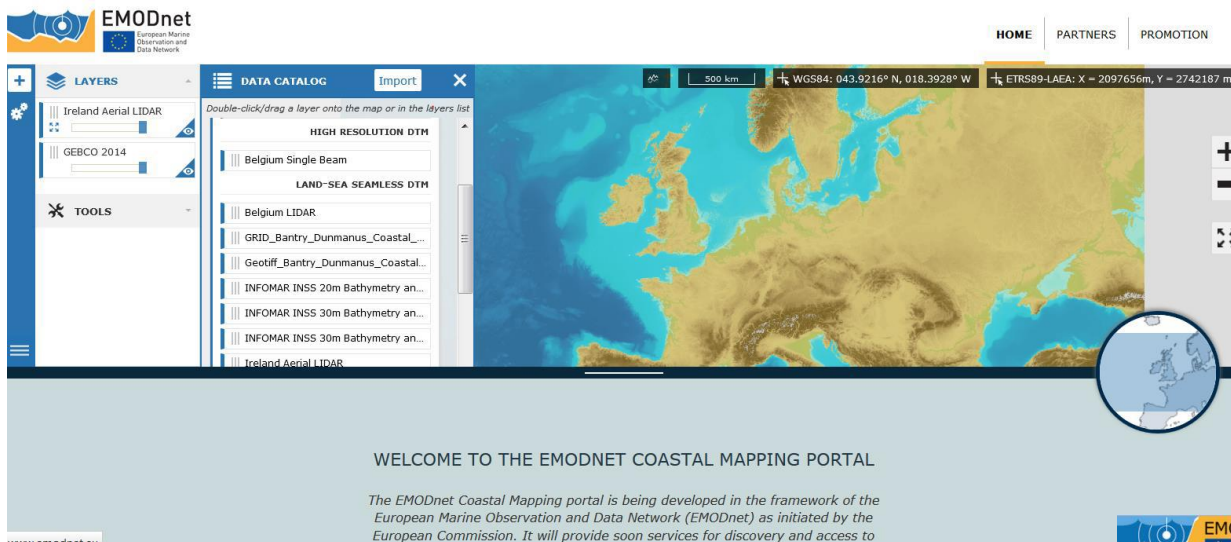 EMODnet
European Marine
Observation and
Data Network
HOME
PARTNERS
PROMOTION
LAYERS
Ireland Aerial LIDAR
GEBCO 2014
TOOLS
DATA CATALOG
Import
Double-click/drag a layer onto the map or in the layers list
HIGH RESOLUTION DTM
Belgium Single Beam
LAND-SEA SEAMLESS DTM
Belgium LIDAR
GRID_Bantry_Dunmanus_Coastal_...
Geotiff_Bantry_Dunmanus_Coastal...
INFOMAR INSS 20m Bathymetry an...
INFOMAR INSS 30m Bathymetry an...
INFOMAR INSS 30m Bathymetry an...
Ireland Aerial LIDAR
500 km
WGS84: 043.9216° N, 018.3928° W
ETRS89-LAEA: X = 2097656m, Y = 2742187 m
WELCOME TO THE EMODNET COASTAL MAPPING PORTAL
The EMODnet Coastal Mapping portal is being developed in the framework of the
European Marine Observation and Data Network (EMODnet) as initiated by the
European Commission. It will provide soon services for discovery and access to
EMO